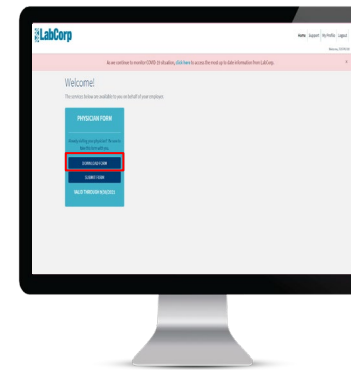 LabCorp
Home Support My Profile Logout
As we continue to monitor COVID-19 situation, click here to access the most up to date information from LabCorp.
Welcome!
The services below are available to you on behalf of your employer.
PHYSICIAN FORM
DOWNLOAD FORM
SUBMIT FORM
VALID THROUGH